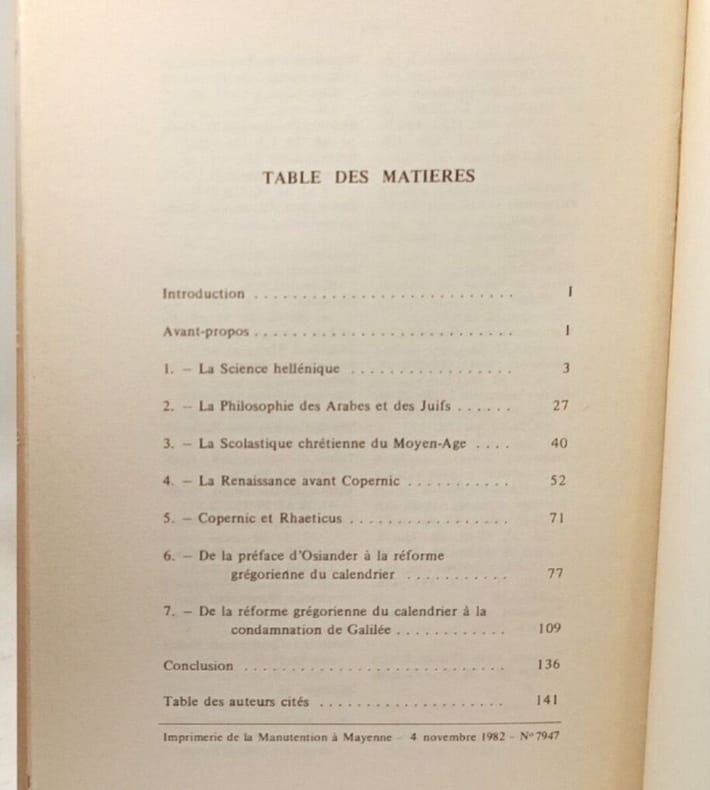 TABLE DES MATIERES
Introduction . . . . . . . . . . . . . . . . . . . . . . . . . . . I
Avant-propos . . . . . . . . . . . . . . . . . . . . . . . . . . . 1
1. – La Science hellénique . . . . . . . . . . . . . . . . . 3
2. – La Philosophie des Arabes et des Juifs . . . . . . 27
3. – La Scolastique chrétienne du Moyen-Age . . . . 40
4. – La Renaissance avant Copernic . . . . . . . . . . . 52
5. – Copernic et Rhaeticus . . . . . . . . . . . . . . . . . 71
6. – De la préface d'Osiander à la réforme
grégorienne du calendrier . . . . . . . . . . . 77
7. – De la réforme grégorienne du calendrier à la
condamnation de Galilée . . . . . . . . . . . . 109
Conclusion . . . . . . . . . . . . . . . . . . . . . . . . . . . 136
Table des auteurs cités . . . . . . . . . . . . . . . . . . . 141
Imprimerie de la Manutention à Mayenne – 4 novembre 1982 – Nº 7947